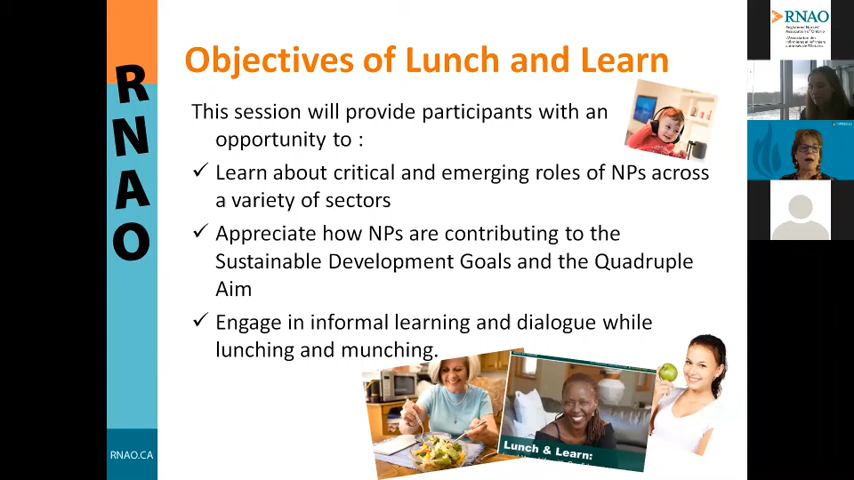 Objectives of Lunch and Learn
This session will provide participants with an
opportunity to :
✓ Learn about critical and emerging roles of NPs across
a variety of sectors
✓ Appreciate how NPs are contributing to the
Sustainable Development Goals and the Quadruple
Aim
✓ Engage in informal learning and dialogue while
lunching and munching.
Lunch & Learn:
RNAO
RNAO.CA
RNAO